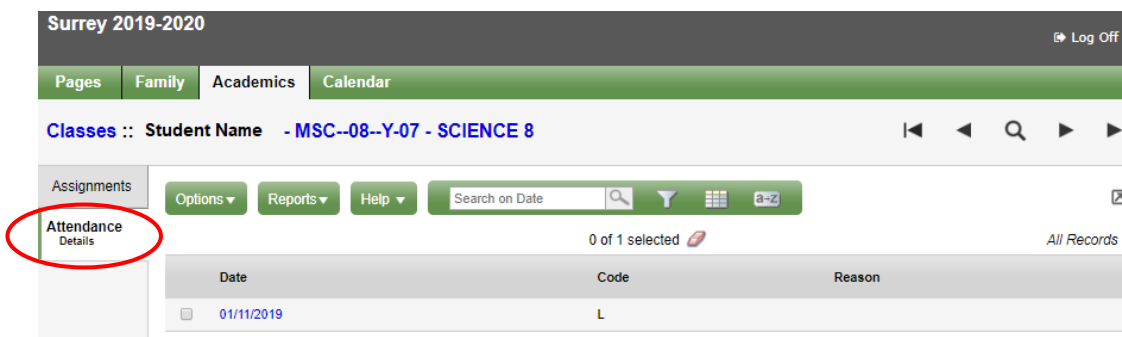 Surrey 2019-2020
Log Off
Pages Family Academics Calendar
Classes :: Student Name - MSC--08--Y-07 - SCIENCE 8
Assignments
Options Reports Help Search on Date a-z
Attendance
Details
0 of 1 selected All Records
Date Code Reason
01/11/2019 L